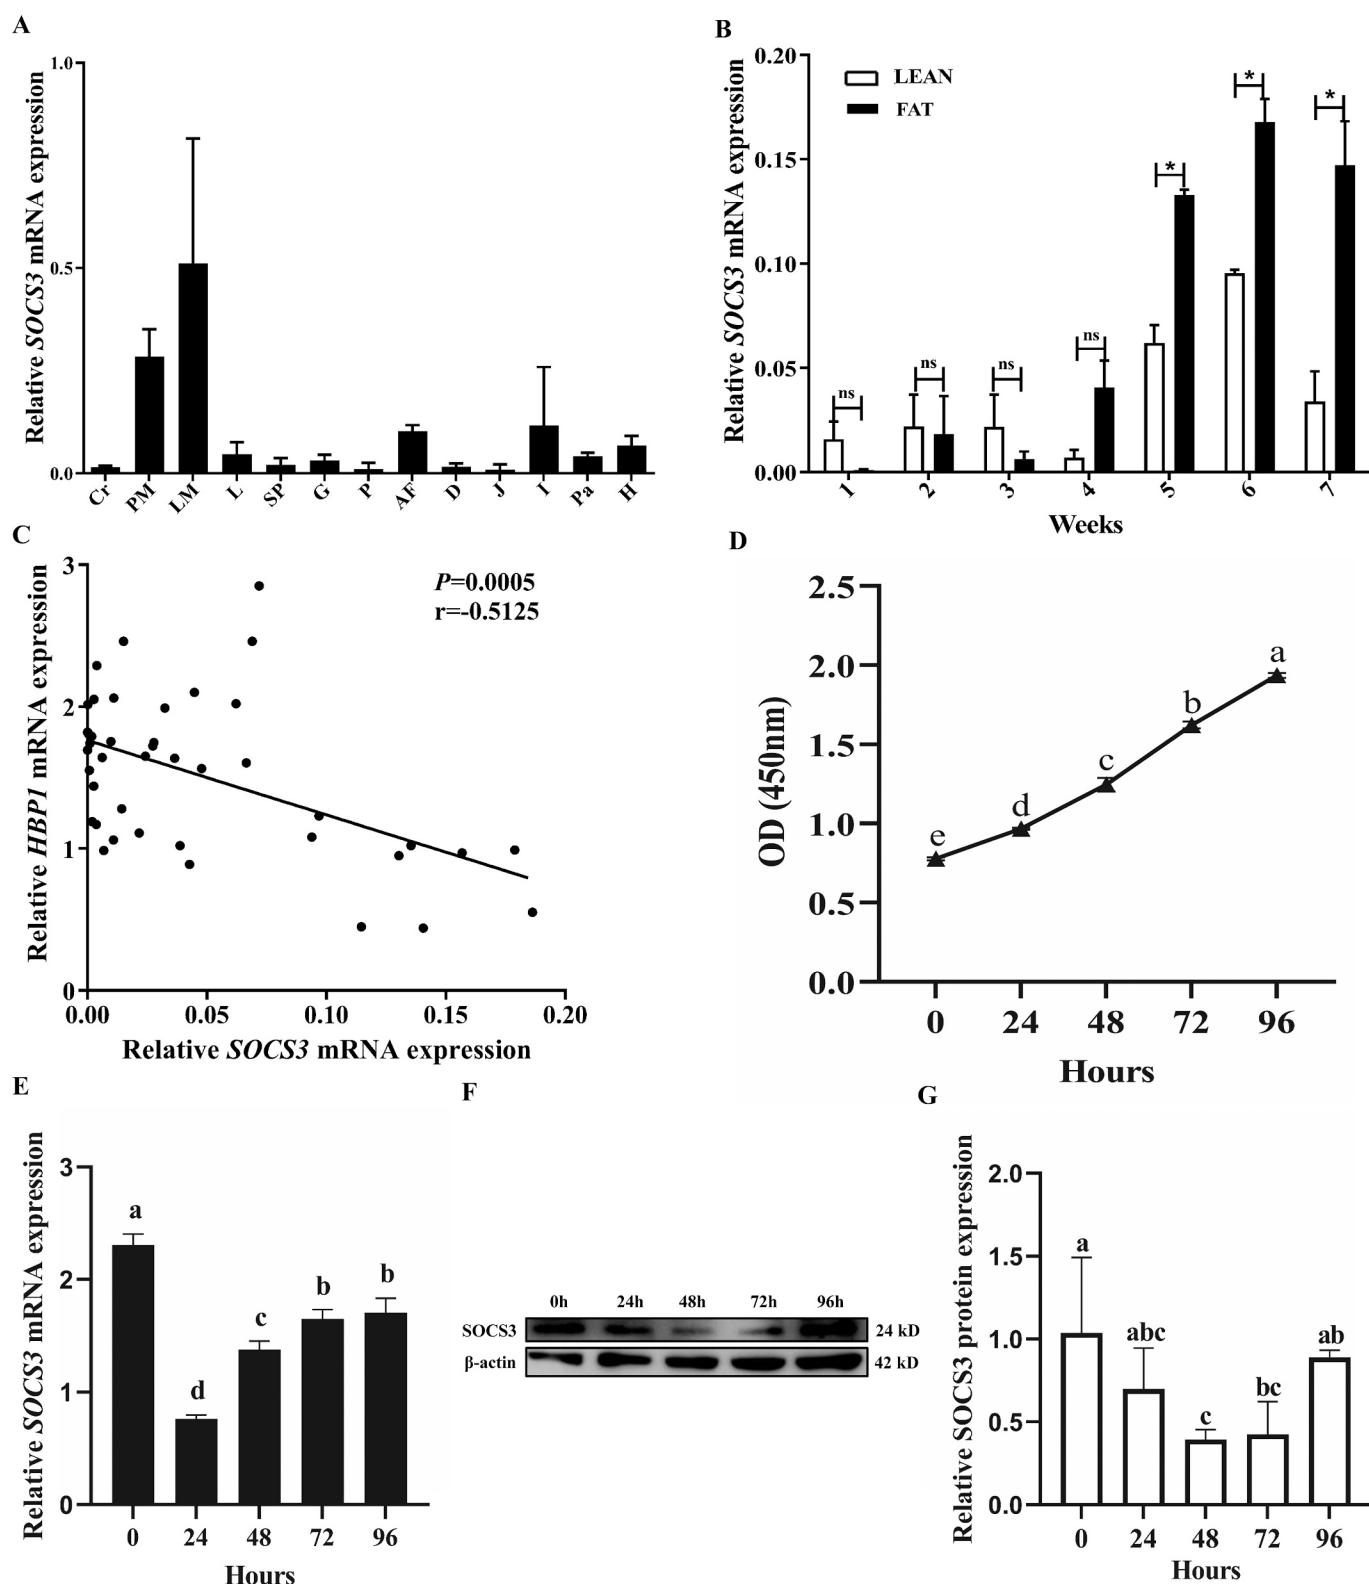 A
Relative SOCS3 mRNA expression
1.0
0.5
0.0
Cr PM LM L SP G P AF D J I Pa H
B
Relative SOCS3 mRNA expression
0.20
0.15
0.10
0.05
0.00
LEAN
FAT
ns ns ns ns * * *
1 2 3 4 5 6 7
Weeks
C
Relative HBP1 mRNA expression
3
2
1
0
P=0.0005
r=-0.5125
0.00 0.05 0.10 0.15 0.20
Relative SOCS3 mRNA expression
D
OD (450nm)
2.5
2.0
1.5
1.0
0.5
0.0
e d c b a
0 24 48 72 96
Hours
E
Relative SOCS3 mRNA expression
3
2
1
0
a d c b b
0 24 48 72 96
Hours
F
0h 24h 48h 72h 96h
SOCS3 24 kD
β-actin 42 kD
G
Relative SOCS3 protein expression
2.0
1.5
1.0
0.5
0.0
a abc c bc ab
0 24 48 72 96
Hours